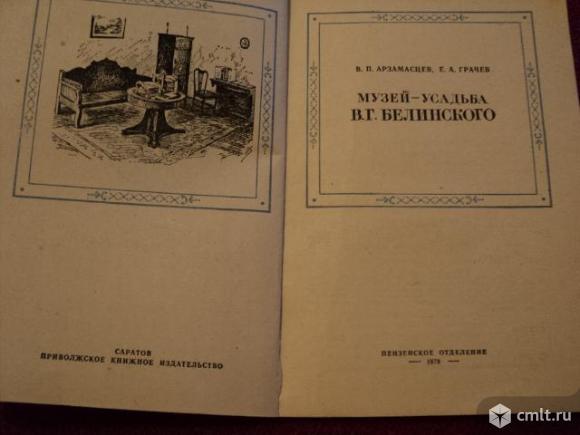 В. П. АРЗАМАСЦЕВ, Е. А. ГРАЧЕВ
МУЗЕЙ-УСАДЬБА
В.Г. БЕЛИНСКОГО
САРАТОВ
ПРИВОЛЖСКОЕ КНИЖНОЕ ИЗДАТЕЛЬСТВО
ПЕНЗЕНСКОЕ ОТДЕЛЕНИЕ
— 1979 —
cmlt.ru